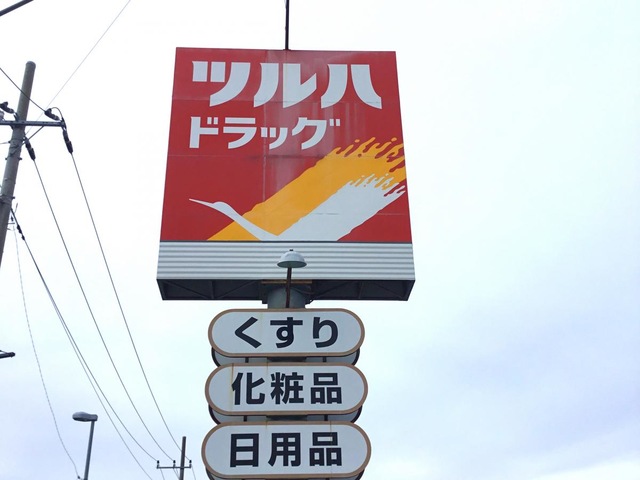 ツルハ
ドラッグ
くすり
化粧品
日用品